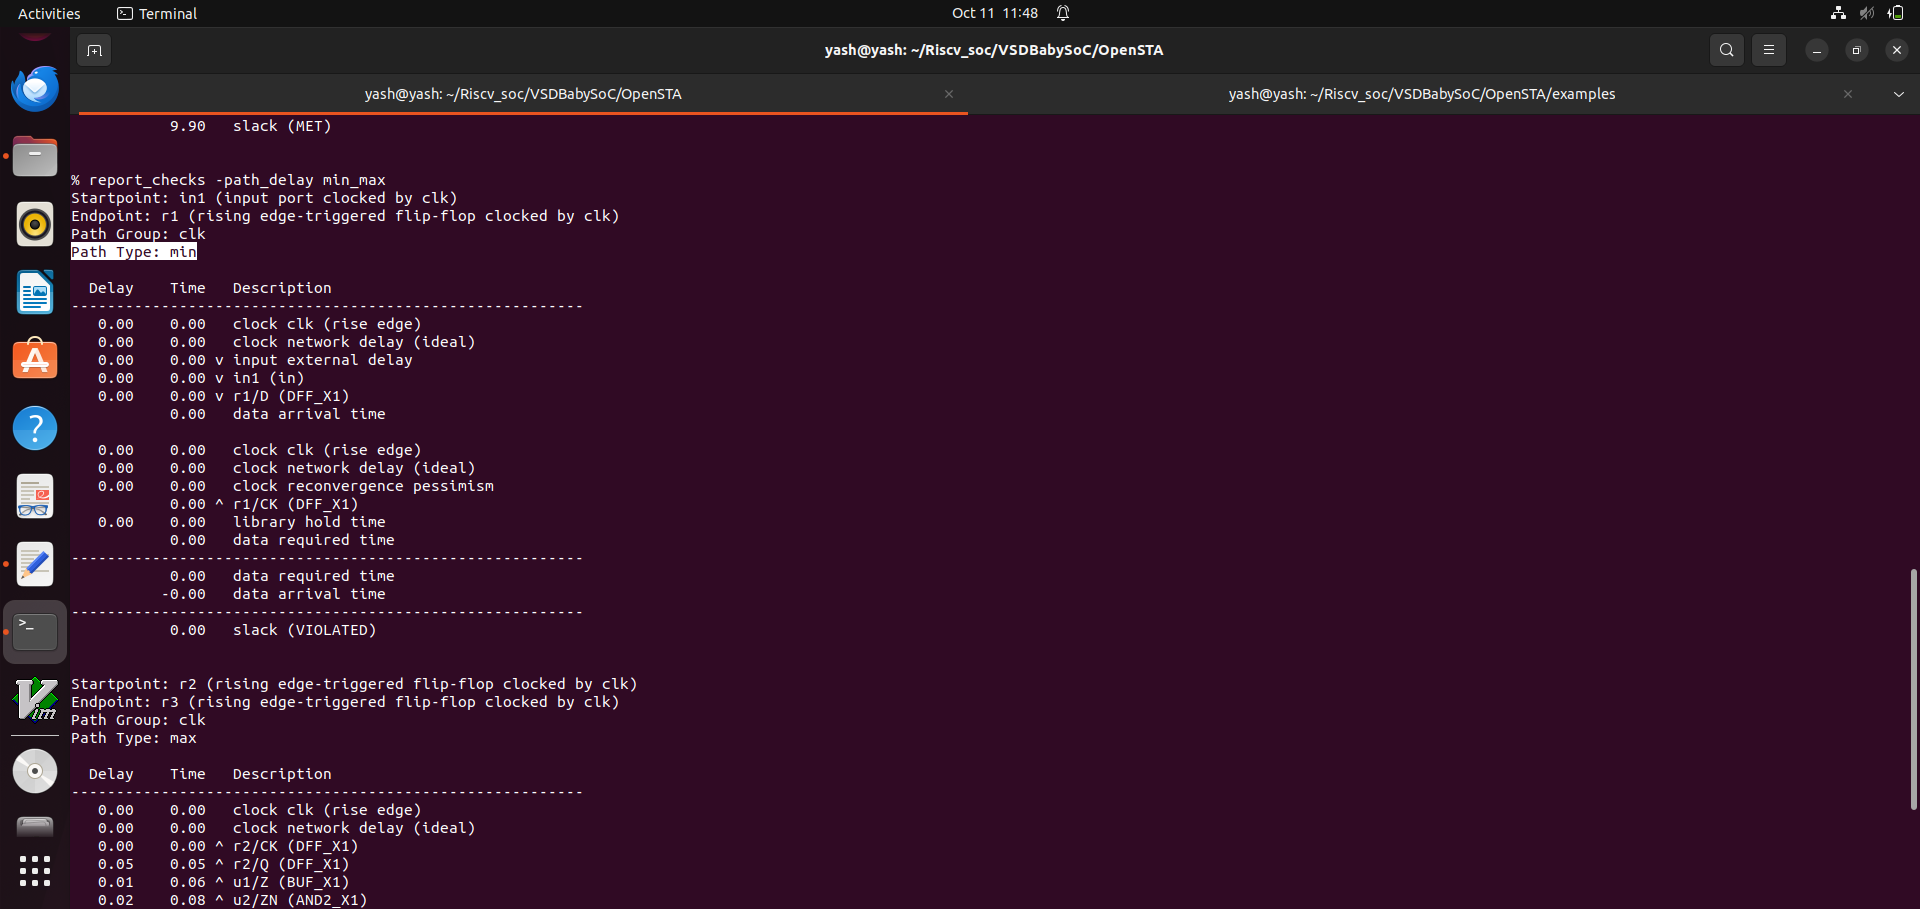 Activities Terminal Oct 11 11:48
yash@yash: ~/Riscv_soc/VSDBabySoC/OpenSTA
yash@yash: ~/Riscv_soc/VSDBabySoC/OpenSTA yash@yash: ~/Riscv_soc/VSDBabySoC/OpenSTA/examples
9.90 slack (MET)
% report_checks -path_delay min_max
Startpoint: in1 (input port clocked by clk)
Endpoint: r1 (rising edge-triggered flip-flop clocked by clk)
Path Group: clk
Path Type: min
Delay Time Description
---------------------------------------------------------
0.00 0.00 clock clk (rise edge)
0.00 0.00 clock network delay (ideal)
0.00 0.00 v input external delay
0.00 0.00 v in1 (in)
0.00 0.00 v r1/D (DFF_X1)
0.00 data arrival time
0.00 0.00 clock clk (rise edge)
0.00 0.00 clock network delay (ideal)
0.00 0.00 clock reconvergence pessimism
0.00 ^ r1/CK (DFF_X1)
0.00 0.00 library hold time
0.00 data required time
---------------------------------------------------------
0.00 data required time
-0.00 data arrival time
---------------------------------------------------------
0.00 slack (VIOLATED)
Startpoint: r2 (rising edge-triggered flip-flop clocked by clk)
Endpoint: r3 (rising edge-triggered flip-flop clocked by clk)
Path Group: clk
Path Type: max
Delay Time Description
---------------------------------------------------------
0.00 0.00 clock clk (rise edge)
0.00 0.00 clock network delay (ideal)
0.00 0.00 ^ r2/CK (DFF_X1)
0.05 0.05 ^ r2/Q (DFF_X1)
0.01 0.06 ^ u1/Z (BUF_X1)
0.02 0.08 ^ u2/ZN (AND2_X1)